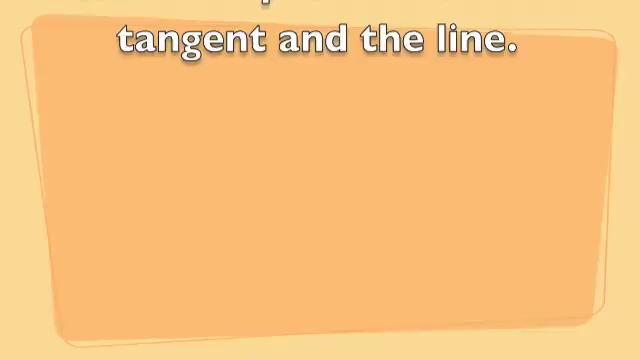 tangent and the line.